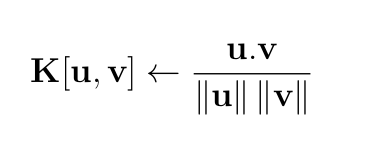 K[u, v] ← u.v / ‖u‖ ‖v‖